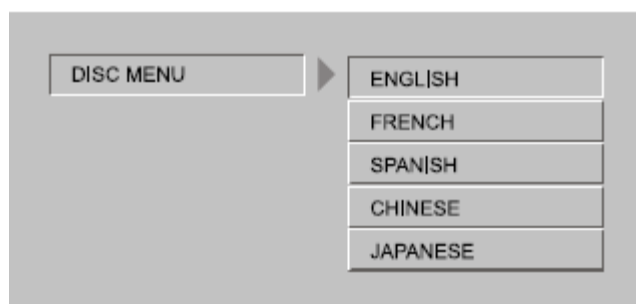 DISC MENU
ENGLISH
FRENCH
SPANISH
CHINESE
JAPANESE